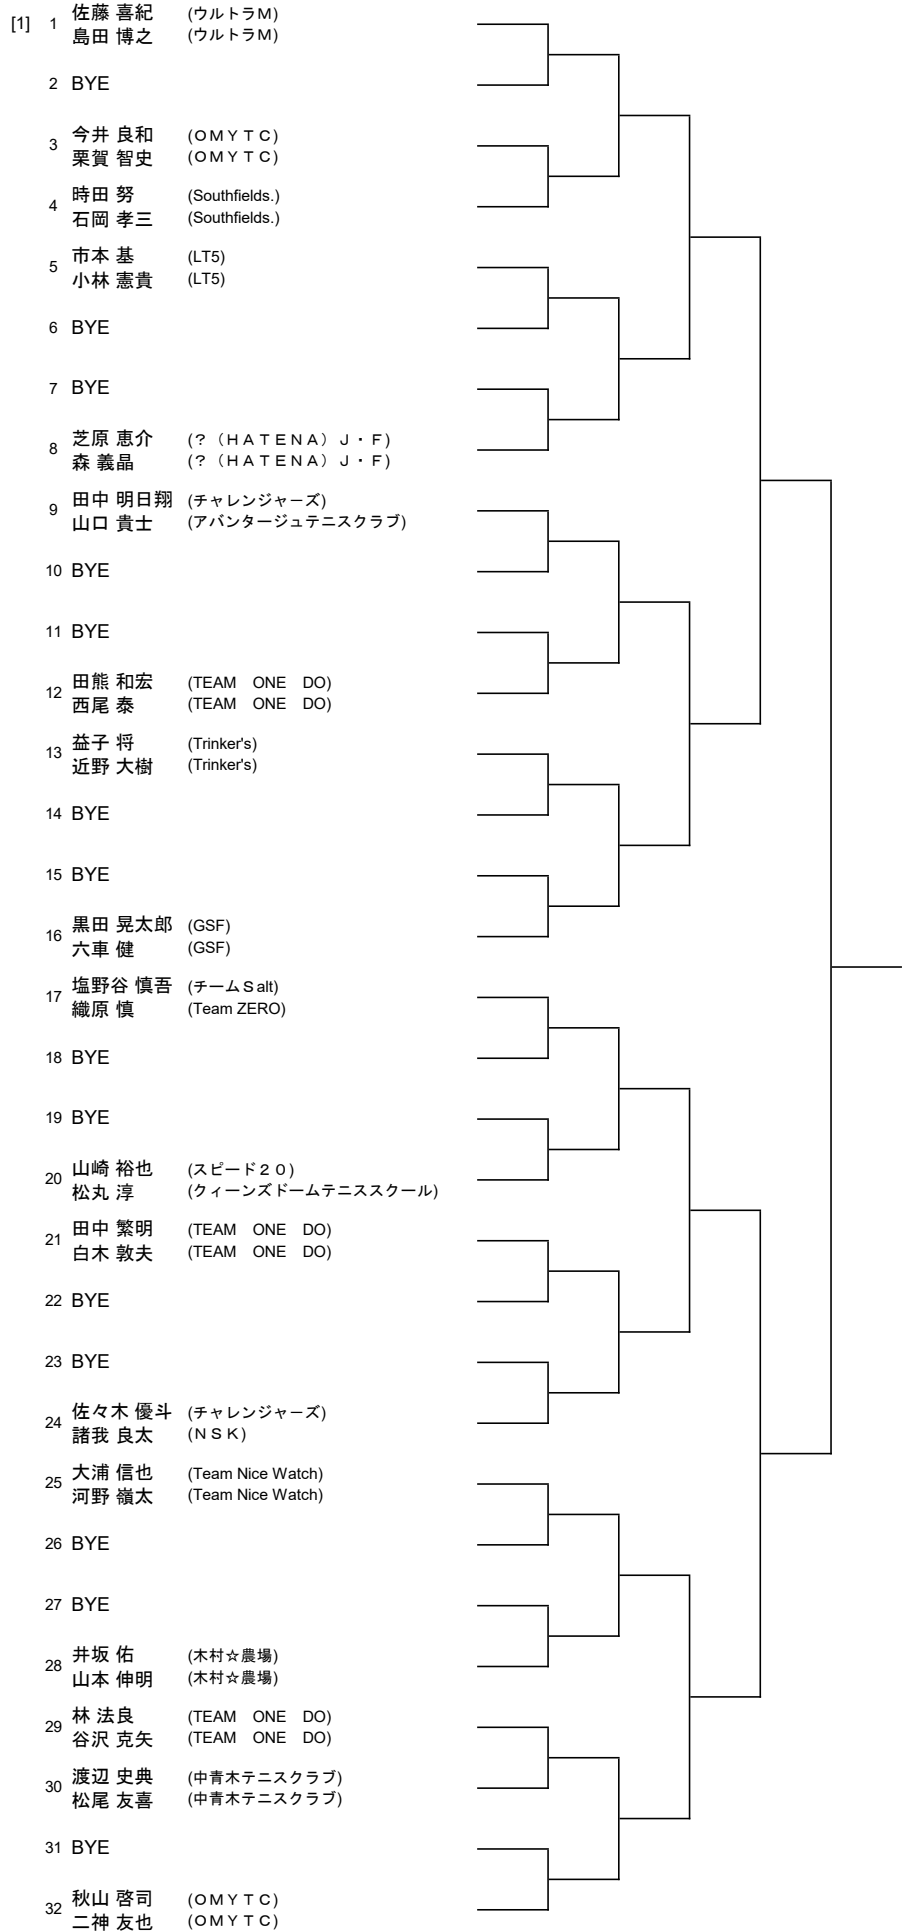 [1] 1 佐藤 喜紀 (ウルトラM)
島田 博之 (ウルトラM)
2 BYE
3 今井 良和 (ＯＭＹＴＣ)
栗賀 智史 (ＯＭＹＴＣ)
4 時田 努 (Southfields.)
石岡 孝三 (Southfields.)
5 市本 基 (LT5)
小林 憲貴 (LT5)
6 BYE
7 BYE
8 芝原 恵介 (？（ＨＡＴＥＮＡ）Ｊ・Ｆ)
森 義晶 (？（ＨＡＴＥＮＡ）Ｊ・Ｆ)
9 田中 明日翔 (チャレンジャーズ)
山口 貴士 (アバンタージュテニスクラブ)
10 BYE
11 BYE
12 田熊 和宏 (TEAM　ONE　DO)
西尾 泰 (TEAM　ONE　DO)
13 益子 将 (Trinker's)
近野 大樹 (Trinker's)
14 BYE
15 BYE
16 黒田 晃太郎 (GSF)
六車 健 (GSF)
17 塩野谷 慎吾 (チームＳalt)
織原 慎 (Team ZERO)
18 BYE
19 BYE
20 山崎 裕也 (スピード２０)
松丸 淳 (クィーンズドームテニススクール)
21 田中 繁明 (TEAM　ONE　DO)
白木 敦夫 (TEAM　ONE　DO)
22 BYE
23 BYE
24 佐々木 優斗 (チャレンジャーズ)
諸我 良太 (ＮＳＫ)
25 大浦 信也 (Team Nice Watch)
河野 嶺太 (Team Nice Watch)
26 BYE
27 BYE
28 井坂 佑 (木村☆農場)
山本 伸明 (木村☆農場)
29 林 法良 (TEAM　ONE　DO)
谷沢 克矢 (TEAM　ONE　DO)
30 渡辺 史典 (中青木テニスクラブ)
松尾 友喜 (中青木テニスクラブ)
31 BYE
32 秋山 啓司 (ＯＭＹＴＣ)
二神 友也 (ＯＭＹＴＣ)